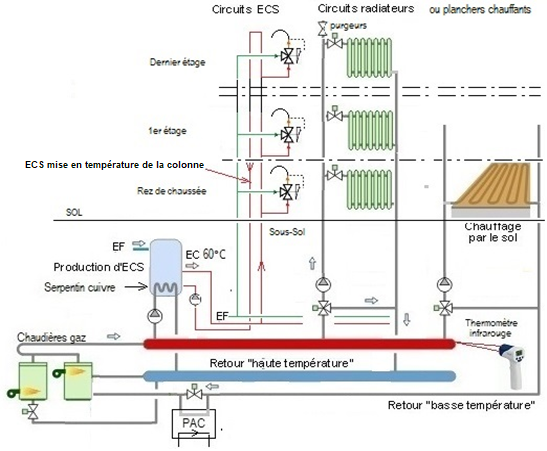 Circuits ECS
Circuits radiateurs
ou planchers chauffants
purgeurs
Dernier étage
1er étage
ECS mise en température de la colonne
Rez de chaussée
SOL
Sous-Sol
Chauffage
par le sol
EF
EC 60°C
Production d'ECS
Serpentin cuivre
EF
Thermomètre
infrarouge
Chaudières gaz
Retour "haute température"
Retour "basse température"
PAC